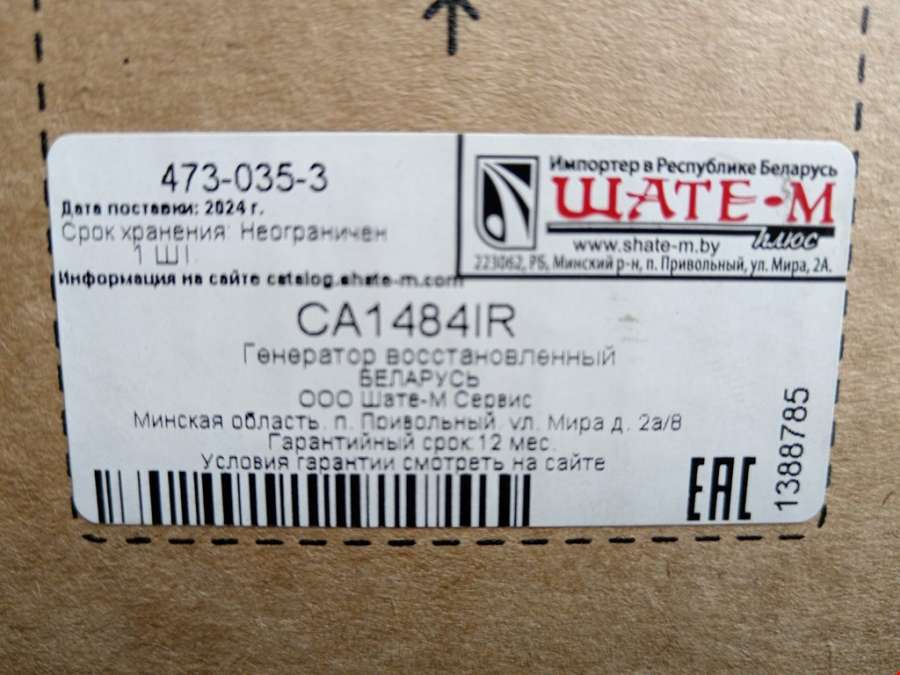 473-035-3
Дата поставки: 2024 г.
Срок хранения: Неограничен
1 ШТ.
Информация на сайте catalog.shate-m.com
Импортер в Республике Беларусь
ШАТЕ-М
плюс
www.shate-m.by
223062, РБ, Минский р-н, п. Привольный, ул. Мира, 2А.
CA1484IR
Генератор восстановленный
БЕЛАРУСЬ
ООО Шате-М Сервис
Минская область, п. Привольный, ул. Мира д. 2а/8
Гарантийный срок 12 мес.
Условия гарантии смотреть на сайте
EAC
1388785